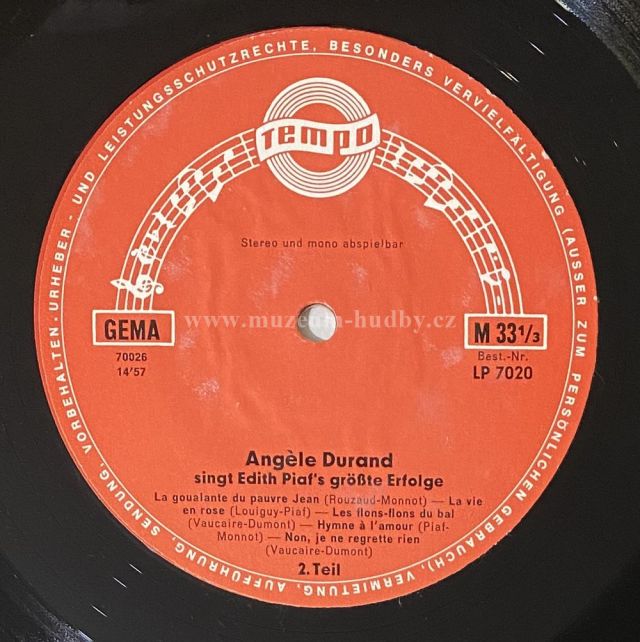 URHEBER- UND LEISTUNGSSCHUTZRECHTE, BESONDERS VERVIELFÄLTIGUNG (AUSSER ZUM PERSÖNLICHEN GEBRAUCH), VERMIETUNG, AUFFÜHRUNG, SENDUNG, VORBEHALTEN ·
Tempo
Stereo und mono abspielbar
www.muzeum-hudby.cz
GEMA
70026
14'57
M 33 1/3
Best.-Nr.
LP 7020
Angèle Durand
singt Edith Piaf's größte Erfolge
La goualante du pauvre Jean (Rouzaud-Monnot) — La vie
en rose (Louiguy-Piaf) — Les flons-flons du bal
(Vaucaire-Dumont) — Hymne à l'amour (Piaf-
Monnot) — Non, je ne regrette rien
(Vaucaire-Dumont)
2. Teil